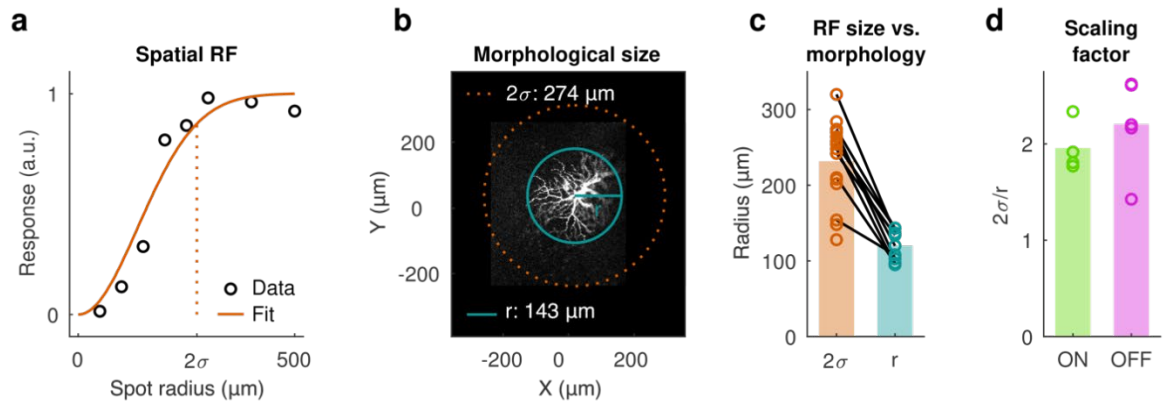 a
Spatial RF
1
0
Response (a.u.)
Data
Fit
0
2σ
500
Spot radius (μm)
b
Morphological size
2σ: 274 μm
r
r: 143 μm
200
0
-200
Y (μm)
-200
0
200
X (μm)
c
RF size vs.
morphology
300
200
100
0
Radius (μm)
2σ
r
d
Scaling
factor
2
1
0
2σ/r
ON
OFF